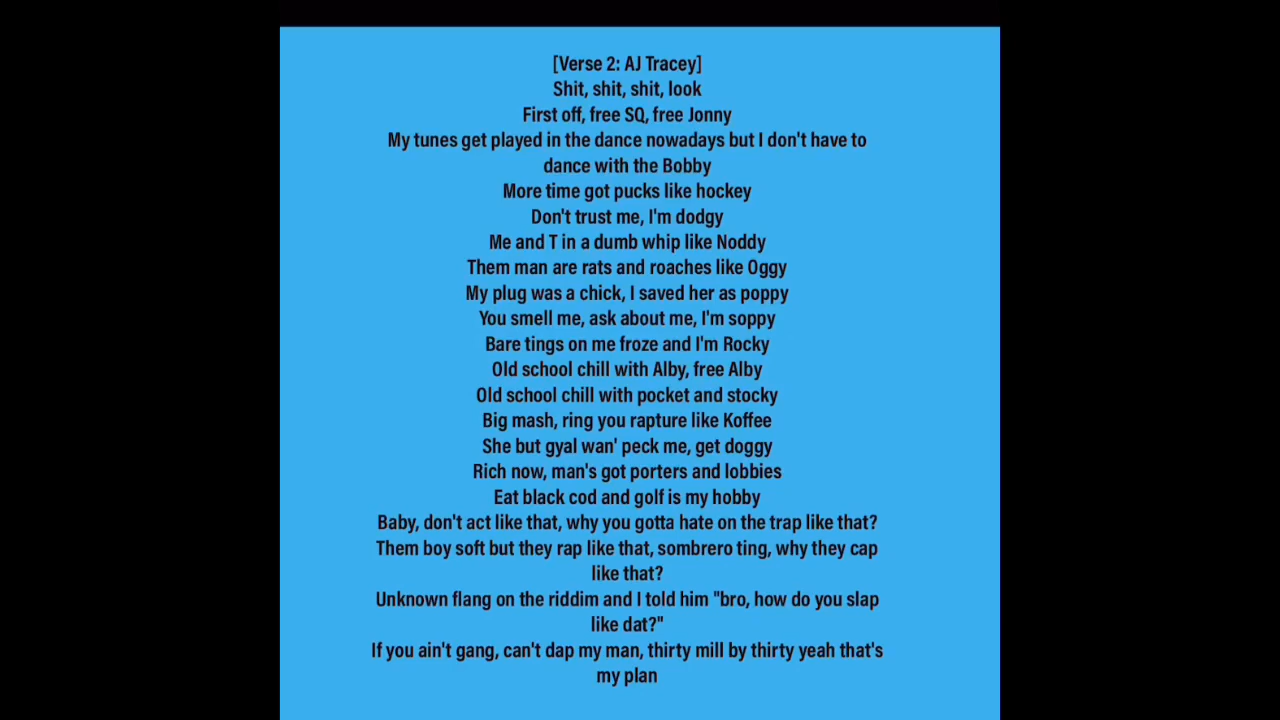 [Verse 2: AJ Tracey]
Shit, shit, shit, look
First off, free SQ, free Jonny
My tunes get played in the dance nowadays but I don't have to
dance with the Bobby
More time got pucks like hockey
Don't trust me, I'm dodgy
Me and T in a dumb whip like Noddy
Them man are rats and roaches like Oggy
My plug was a chick, I saved her as poppy
You smell me, ask about me, I'm soppy
Bare tings on me froze and I'm Rocky
Old school chill with Alby, free Alby
Old school chill with pocket and stocky
Big mash, ring you rapture like Koffee
She but gyal wan' peck me, get doggy
Rich now, man's got porters and lobbies
Eat black cod and golf is my hobby
Baby, don't act like that, why you gotta hate on the trap like that?
Them boy soft but they rap like that, sombrero ting, why they cap
like that?
Unknown flang on the riddim and I told him "bro, how do you slap
like dat?"
If you ain't gang, can't dap my man, thirty mill by thirty yeah that's
my plan